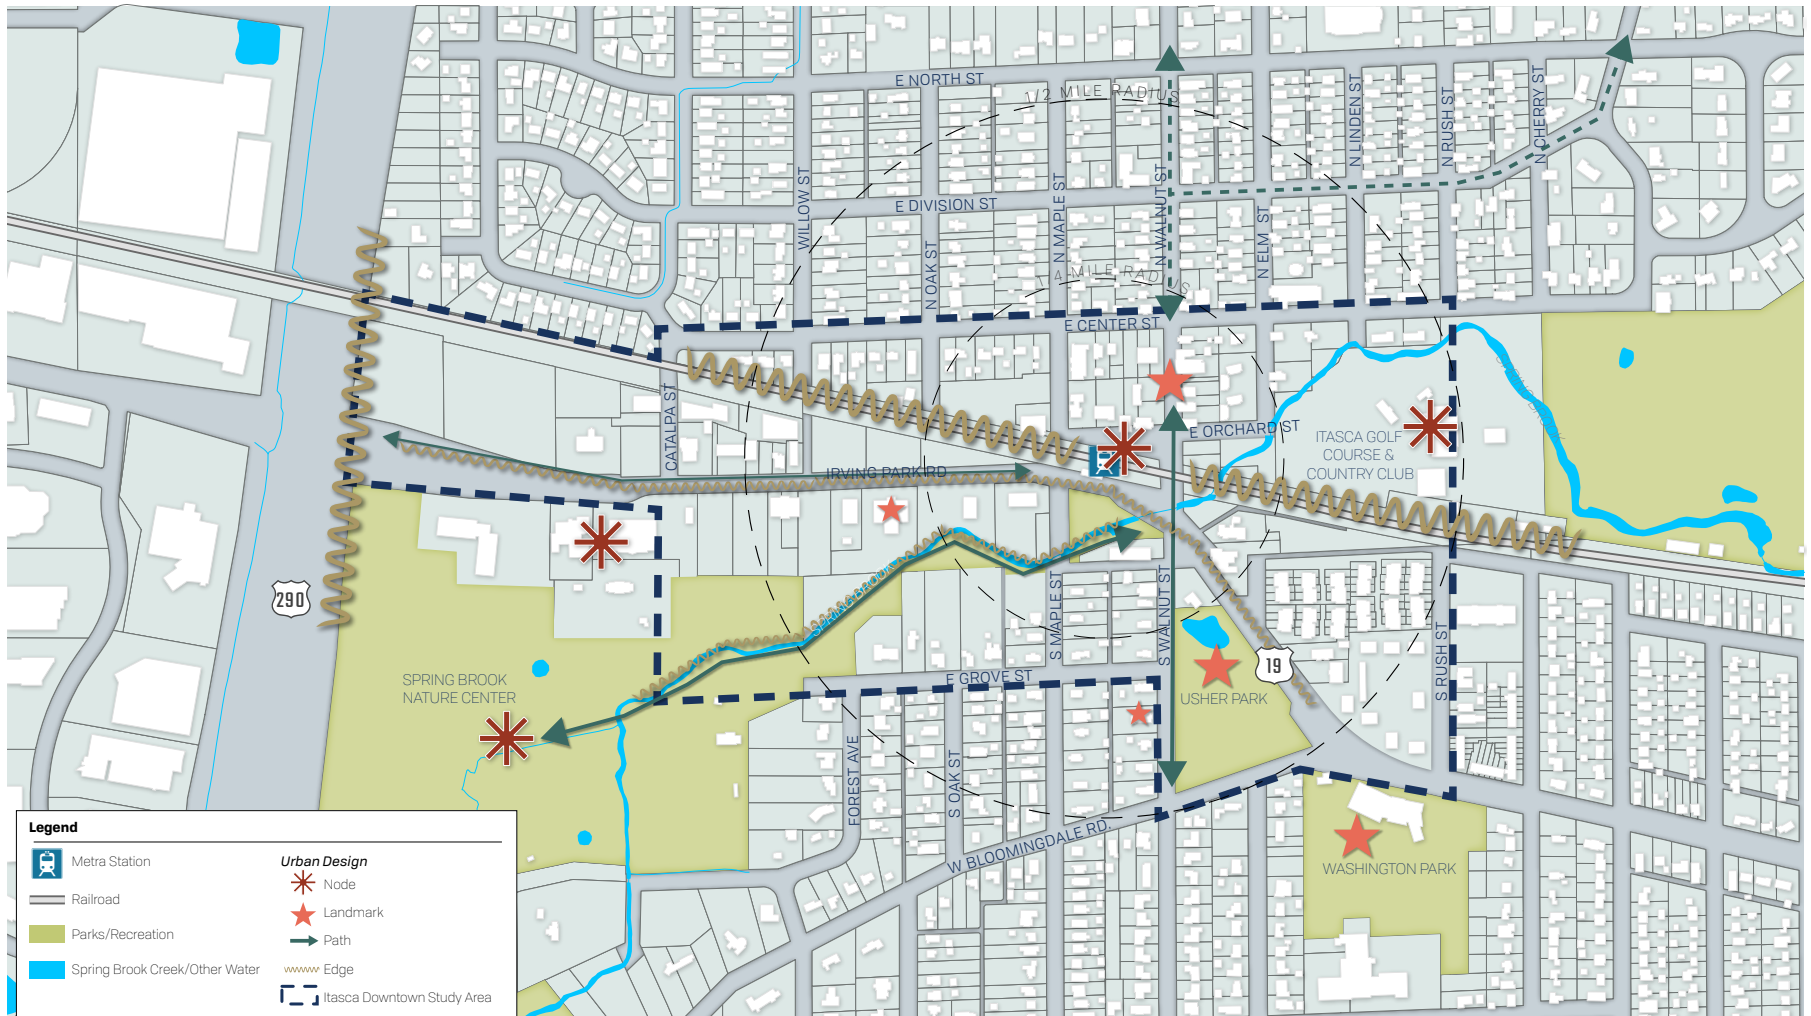 E NORTH ST
1/2 MILE RADIUS
N LINDEN ST
N RUSH ST
N CHERRY ST
WILLOW ST
E DIVISION ST
N MAPLE ST
N WALNUT ST
N ELM ST
N OAK ST
1/4 MILE RADIUS
E CENTER ST
CATALPA ST
E ORCHARD ST
ITASCA GOLF
COURSE &
COUNTRY CLUB
IRVING PARK RD
290
SPRING BROOK
S MAPLE ST
S WALNUT ST
19
S RUSH ST
SPRING BROOK
NATURE CENTER
E GROVE ST
USHER PARK
FOREST AVE
S OAK ST
W BLOOMINGDALE RD.
WASHINGTON PARK
Legend
Metra Station
Railroad
Parks/Recreation
Spring Brook Creek/Other Water
Urban Design
Node
Landmark
Path
Edge
Itasca Downtown Study Area